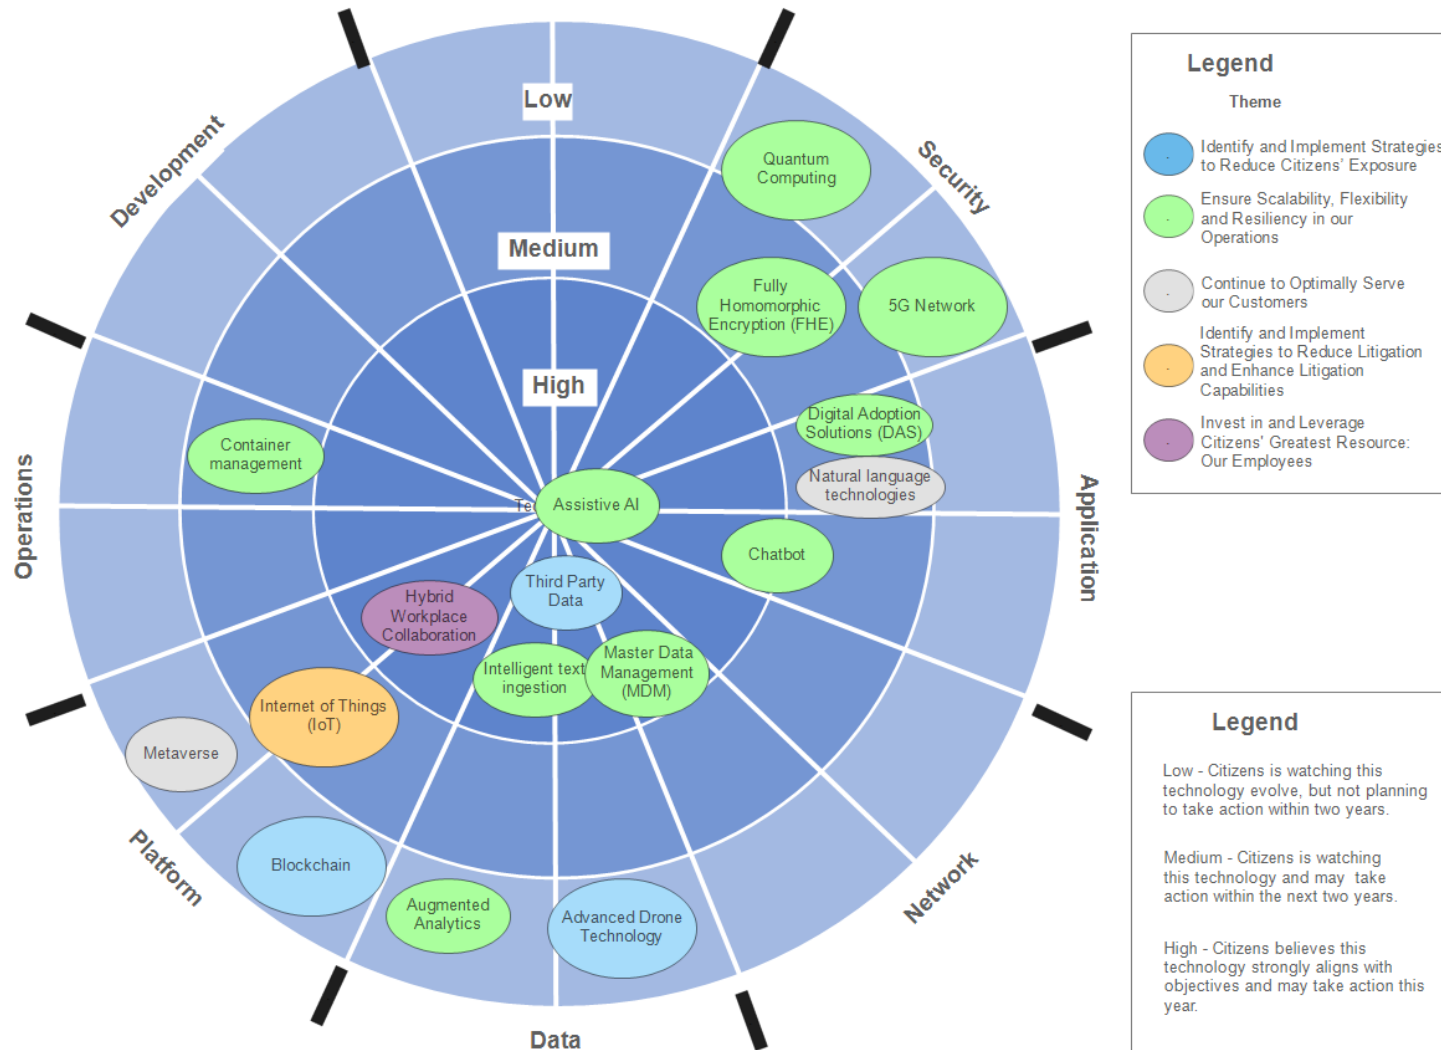 Low
Medium
High
Development
Security
Operations
Application
Platform
Network
Data
Quantum
Computing
Fully
Homomorphic
Encryption (FHE)
5G Network
Digital Adoption
Solutions (DAS)
Natural language
technologies
Container
management
Assistive AI
Chatbot
Third Party
Data
Hybrid
Workplace
Collaboration
Intelligent text
ingestion
Master Data
Management
(MDM)
Internet of Things
(IoT)
Metaverse
Blockchain
Augmented
Analytics
Advanced Drone
Technology
Legend
Theme
Identify and Implement Strategies
to Reduce Citizens' Exposure
Ensure Scalability, Flexibility
and Resiliency in our
Operations
Continue to Optimally Serve
our Customers
Identify and Implement
Strategies to Reduce Litigation
and Enhance Litigation
Capabilities
Invest in and Leverage
Citizens' Greatest Resource:
Our Employees
Legend
Low - Citizens is watching this
technology evolve, but not planning
to take action within two years.
Medium - Citizens is watching
this technology and may take
action within the next two years.
High - Citizens believes this
technology strongly aligns with
objectives and may take action this
year.